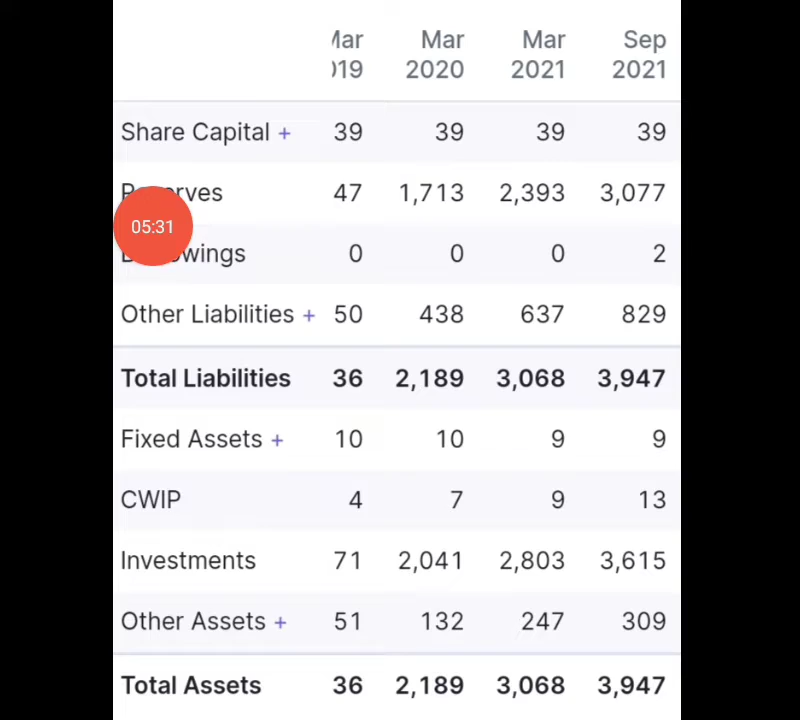 Mar Mar Sep
2020 2021 2021
Share Capital + 39 39 39 39
47 1,713 2,393 3,077
05:31
0 0 0 2
Other Liabilities + 50 438 637 829
Total Liabilities 36 2,189 3,068 3,947
Fixed Assets + 10 10 9 9
CWIP 4 7 9 13
Investments 71 2,041 2,803 3,615
Other Assets + 51 132 247 309
Total Assets 36 2,189 3,068 3,947